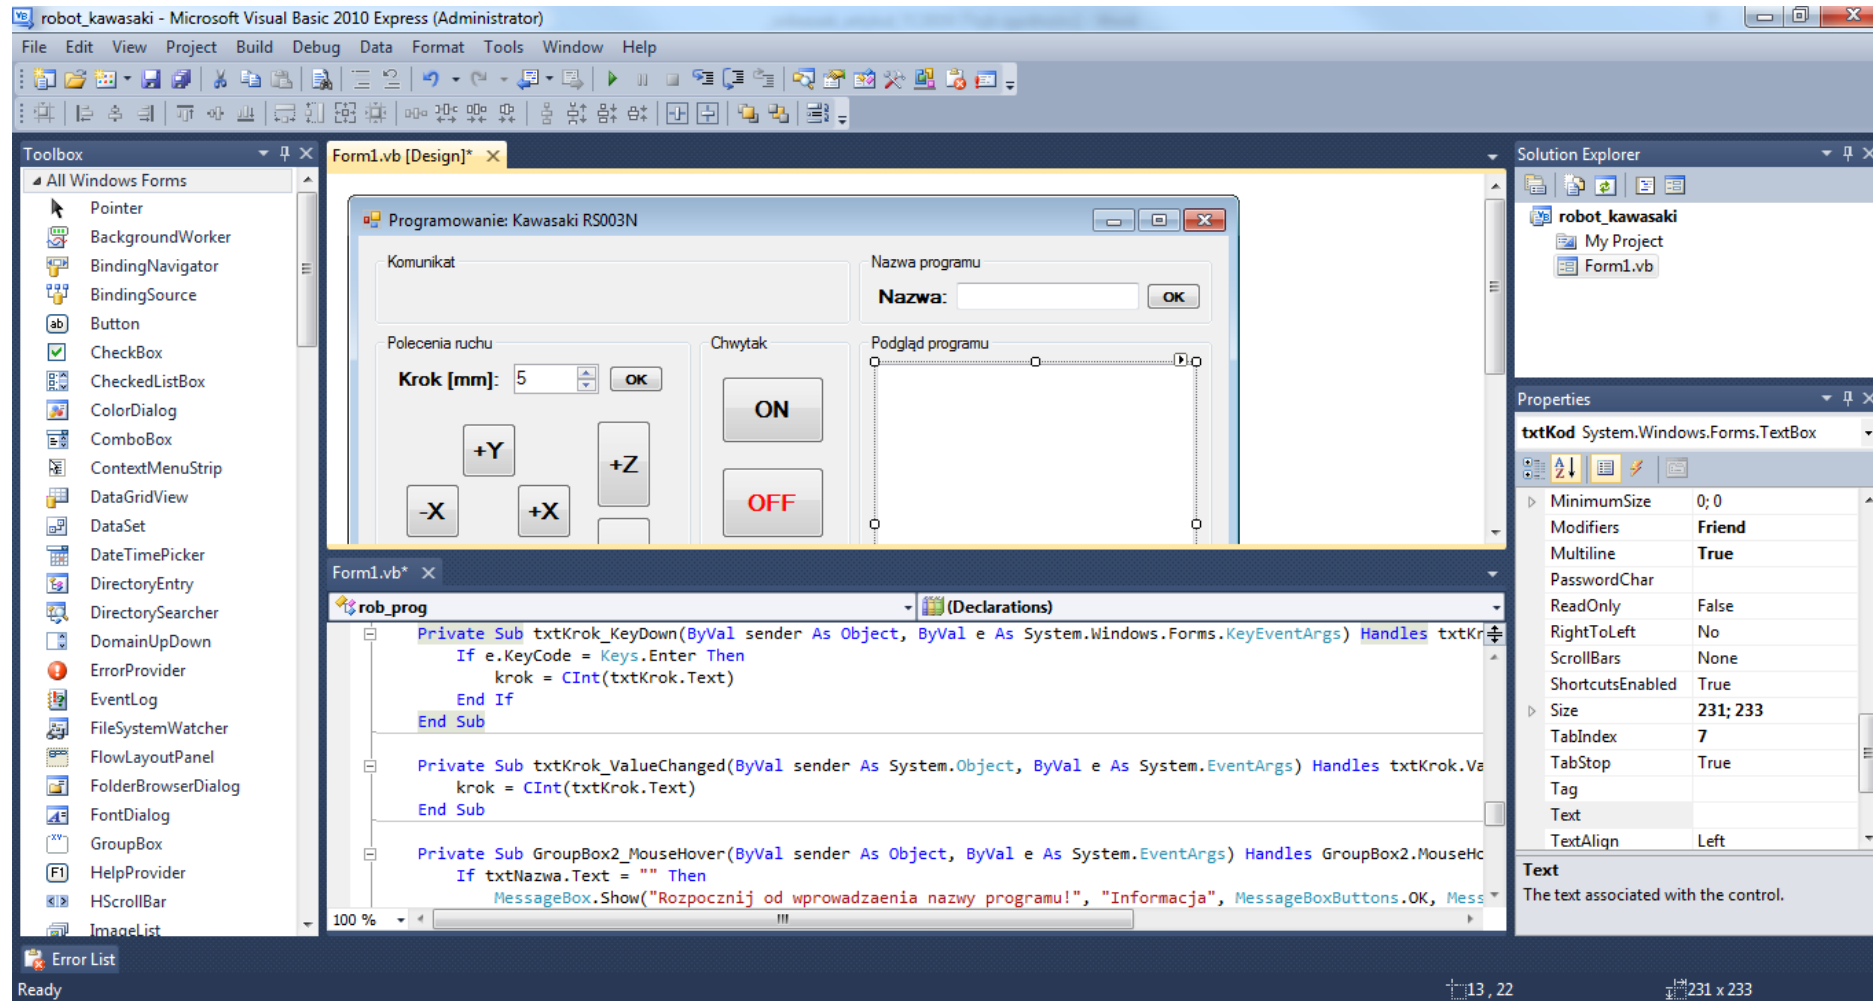 robot_kawasaki - Microsoft Visual Basic 2010 Express (Administrator)
File Edit View Project Build Debug Data Format Tools Window Help
Toolbox
All Windows Forms
Pointer
BackgroundWorker
BindingNavigator
BindingSource
Button
CheckBox
CheckedListBox
ColorDialog
ComboBox
ContextMenuStrip
DataGridView
DataSet
DateTimePicker
DirectoryEntry
DirectorySearcher
DomainUpDown
ErrorProvider
EventLog
FileSystemWatcher
FlowLayoutPanel
FolderBrowserDialog
FontDialog
GroupBox
HelpProvider
HScrollBar
ImageList
Form1.vb [Design]*
Programowanie: Kawasaki RS003N
Komunikat
Nazwa programu
Nazwa: OK
Polecenia ruchu
Krok [mm]: 5 OK
+Y
+Z
-X +X
Chwytak
ON
OFF
Podgląd programu
Form1.vb*
rob_prog (Declarations)
Private Sub txtKrok_KeyDown(ByVal sender As Object, ByVal e As System.Windows.Forms.KeyEventArgs) Handles txtKr
If e.KeyCode = Keys.Enter Then
krok = CInt(txtKrok.Text)
End If
End Sub
Private Sub txtKrok_ValueChanged(ByVal sender As System.Object, ByVal e As System.EventArgs) Handles txtKrok.Va
krok = CInt(txtKrok.Text)
End Sub
Private Sub GroupBox2_MouseHover(ByVal sender As Object, ByVal e As System.EventArgs) Handles GroupBox2.MouseHo
If txtNazwa.Text = "" Then
MessageBox.Show("Rozpocznij od wprowadzaenia nazwy programu!", "Informacja", MessageBoxButtons.OK, Mess
100 %
Solution Explorer
robot_kawasaki
My Project
Form1.vb
Properties
txtKod System.Windows.Forms.TextBox
MinimumSize 0; 0
Modifiers Friend
Multiline True
PasswordChar
ReadOnly False
RightToLeft No
ScrollBars None
ShortcutsEnabled True
Size 231; 233
TabIndex 7
TabStop True
Tag
Text
TextAlign Left
Text
The text associated with the control.
Error List
Ready 13 , 22 231 x 233